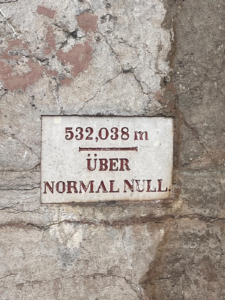 532,038 m
ÜBER
NORMAL NULL.